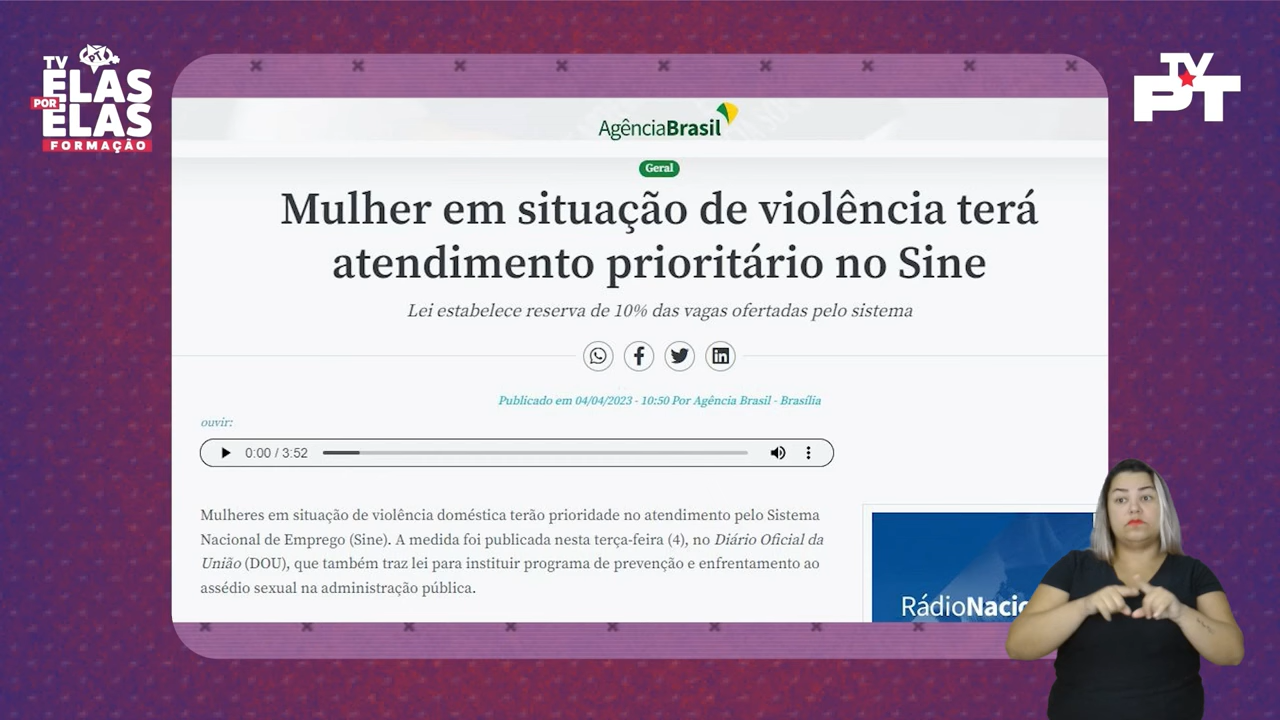 TV
ELAS
POR
ELAS
FORMAÇÃO
TV
PT
AgênciaBrasil
Geral
Mulher em situação de violência terá
atendimento prioritário no Sine
Lei estabelece reserva de 10% das vagas ofertadas pelo sistema
Publicado em 04/04/2023 - 10:50 Por Agência Brasil - Brasília
ouvir:
0:00 / 3:52
Mulheres em situação de violência doméstica terão prioridade no atendimento pelo Sistema
Nacional de Emprego (Sine). A medida foi publicada nesta terça-feira (4), no Diário Oficial da
União (DOU), que também traz lei para instituir programa de prevenção e enfrentamento ao
assédio sexual na administração pública.
RádioNacio